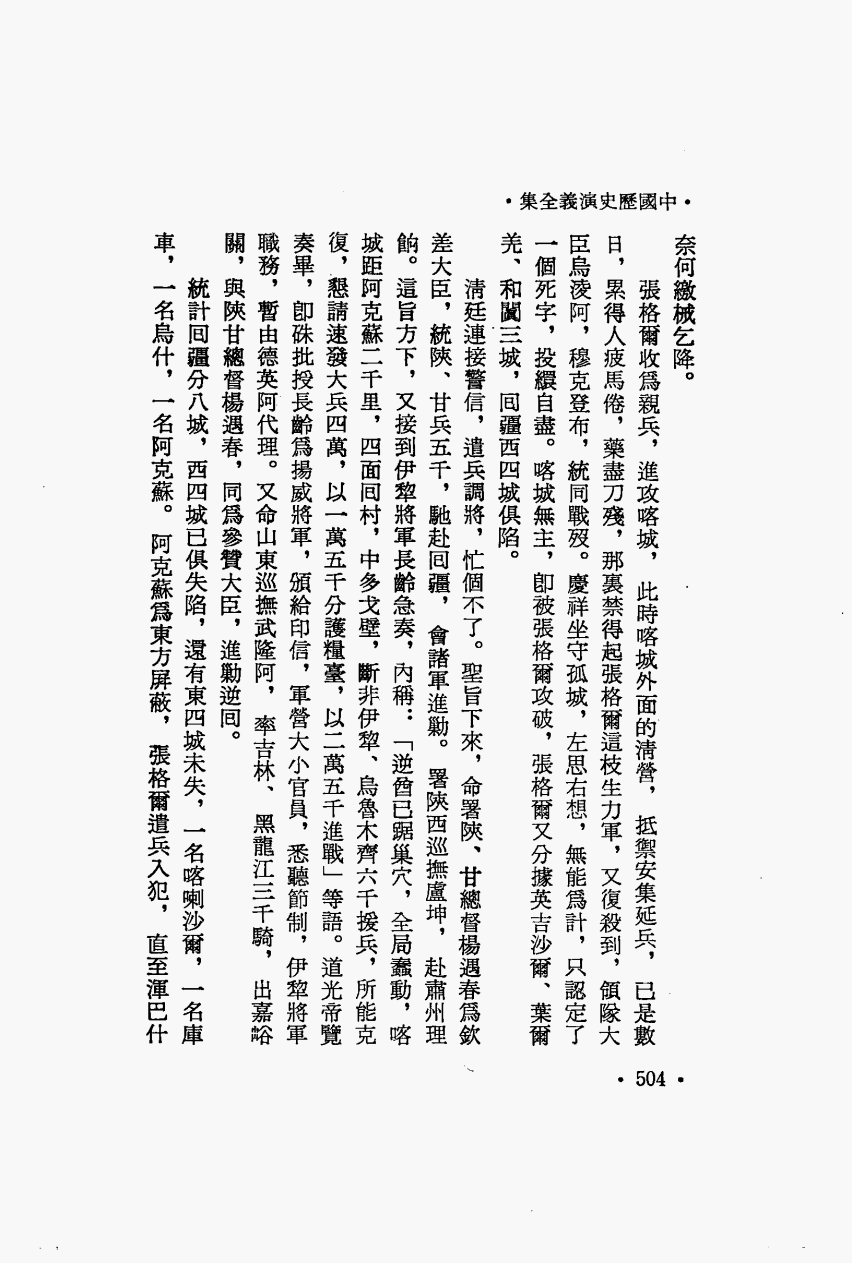 •中國歷史演義全集•
奈何繳械乞降。
張格爾收爲親兵，進攻喀城，此時喀城外面的清營，抵禦安集延兵，已是數
日，累得人疲馬倦，藥盡刀殘，那裏禁得起張格爾這枝生力軍，又復殺到，領隊大
臣烏淩阿，穆克登布，統同戰歿。慶祥坐守孤城，左思右想，無能爲計，只認定了
一個死字，投繯自盡。喀城無主，卽被張格爾攻破，張格爾又分據英吉沙爾、葉爾
羌、和闐三城，回疆西四城俱陷。
清廷連接警信，遣兵調將，忙個不了。聖旨下來，命署陝、甘總督楊遇春爲欽
差大臣，統陝、甘兵五千，馳赴回疆，會諸軍進勦。署陝西巡撫盧坤，赴肅州理
餉。這旨方下，又接到伊犂將軍長齡急奏，內稱：「逆酋已踞巢穴，全局蠢動，喀
城距阿克蘇二千里，四面回村，中多戈壁，斷非伊犂、烏魯木齊六千援兵，所能克
復，懇請速發大兵四萬，以一萬五千分護糧臺，以二萬五千進戰」等語。道光帝覽
奏畢，卽硃批授長齡爲揚威將軍，頒給印信，軍營大小官員，悉聽節制，伊犂將軍
職務，暫由德英阿代理。又命山東巡撫武隆阿，率吉林、黑龍江三千騎，出嘉峪
關，與陝甘總督楊遇春，同爲參贊大臣，進勦逆回。
統計回疆分八城，西四城已俱失陷，還有東四城未失，一名喀喇沙爾，一名庫
車，一名烏什，一名阿克蘇。阿克蘇爲東方屏蔽，張格爾遣兵入犯，直至渾巴什
•504•